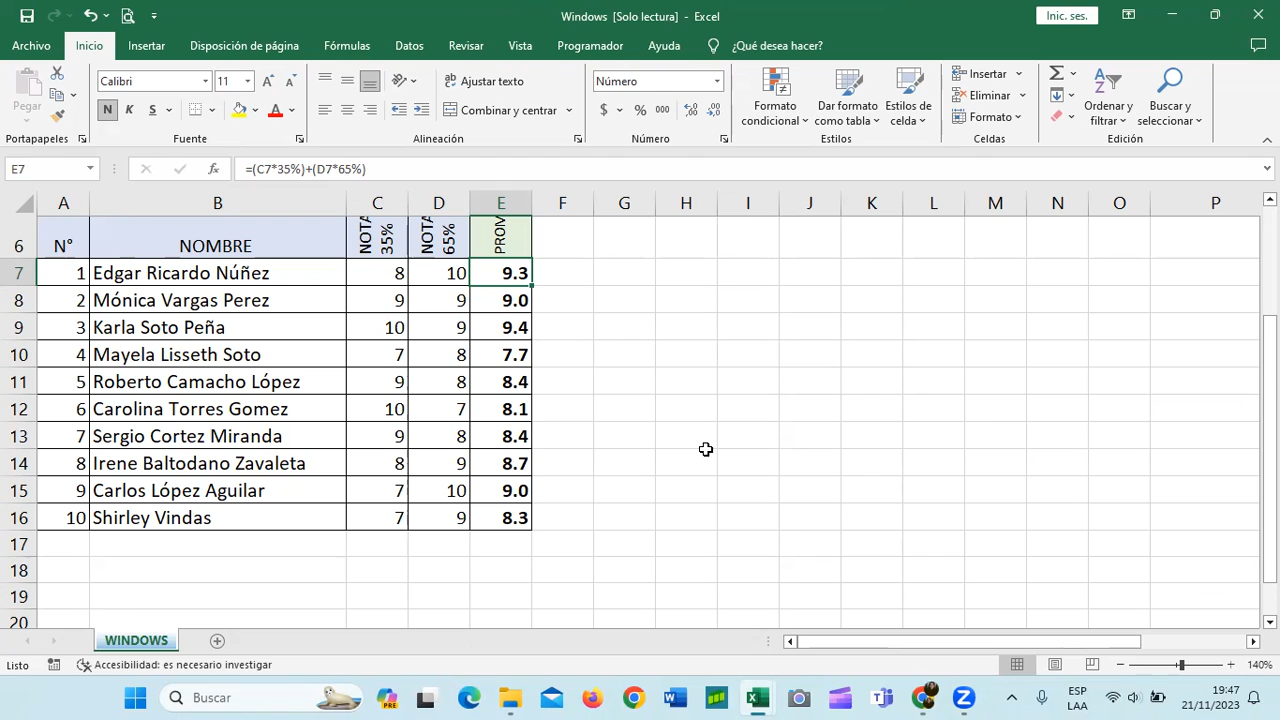 Windows [Solo lectura] - Excel
Inic. ses.
Archivo Inicio Insertar Disposición de página Fórmulas Datos Revisar Vista Programador Ayuda ¿Qué desea hacer?
Pegar
Calibri 11
N K S
Ajustar texto
Combinar y centrar
Número
$ % 000
Formato condicional
Dar formato como tabla
Estilos de celda
Insertar
Eliminar
Formato
Ordenar y filtrar
Buscar y seleccionar
Portapapeles Fuente Alineación Número Estilos Celdas Edición
E7 fx =(C7*35%)+(D7*65%)
A B C D E F G H I J L M N O P K
6 N° NOMBRE NOTA 35% NOTA 65% PROM
7 1 Edgar Ricardo Núñez 8 10 9.3
8 2 Mónica Vargas Perez 9 9 9.0
9 3 Karla Soto Peña 10 9 9.4
10 4 Mayela Lisseth Soto 7 8 7.7
11 5 Roberto Camacho López 9 8 8.4
12 6 Carolina Torres Gomez 10 7 8.1
13 7 Sergio Cortez Miranda 9 8 8.4
14 8 Irene Baltodano Zavaleta 8 9 8.7
15 9 Carlos López Aguilar 7 10 9.0
16 10 Shirley Vindas 7 9 8.3
17
18
19
20
WINDOWS
Listo Accesibilidad: es necesario investigar 140%
Buscar PRE ESP LAA 19:47 21/11/2023